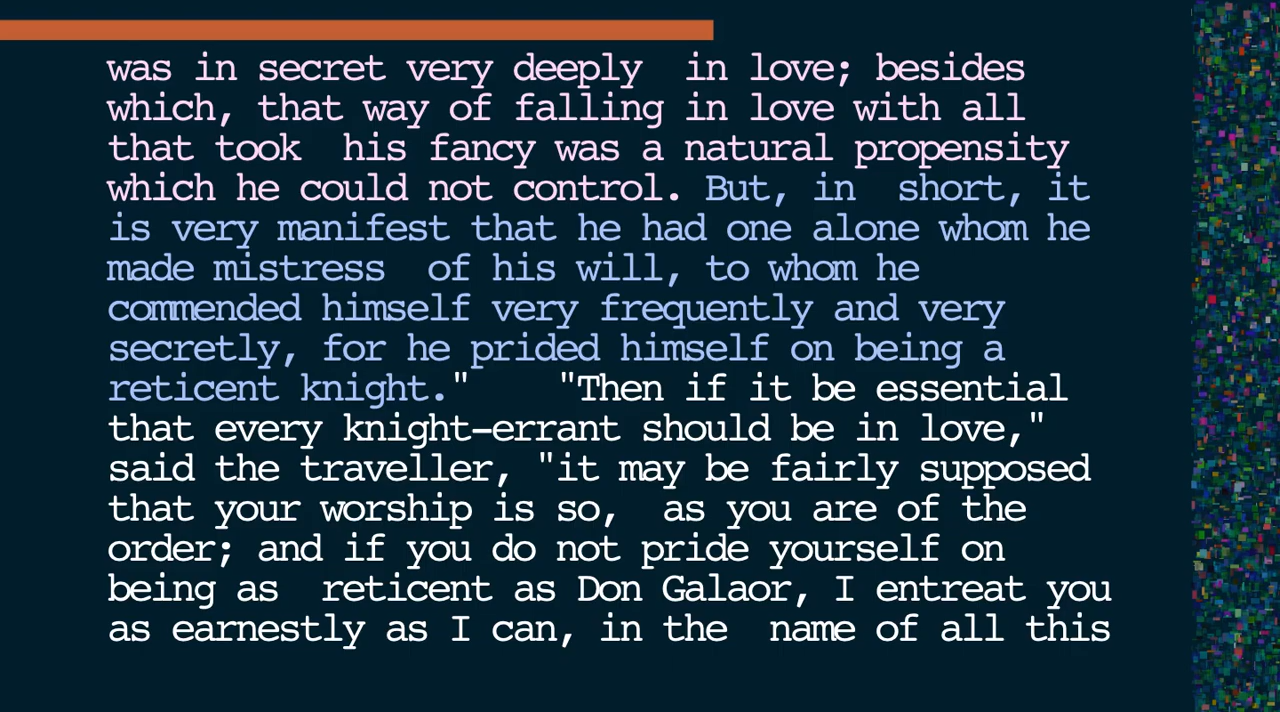 was in secret very deeply  in love; besides
which, that way of falling in love with all
that took  his fancy was a natural propensity
which he could not control. But, in  short, it
is very manifest that he had one alone whom he
made mistress  of his will, to whom he
commended himself very frequently and very
secretly, for he prided himself on being a
reticent knight."    "Then if it be essential
that every knight-errant should be in love,"
said the traveller, "it may be fairly supposed
that your worship is so,  as you are of the
order; and if you do not pride yourself on
being as  reticent as Don Galaor, I entreat you
as earnestly as I can, in the  name of all this